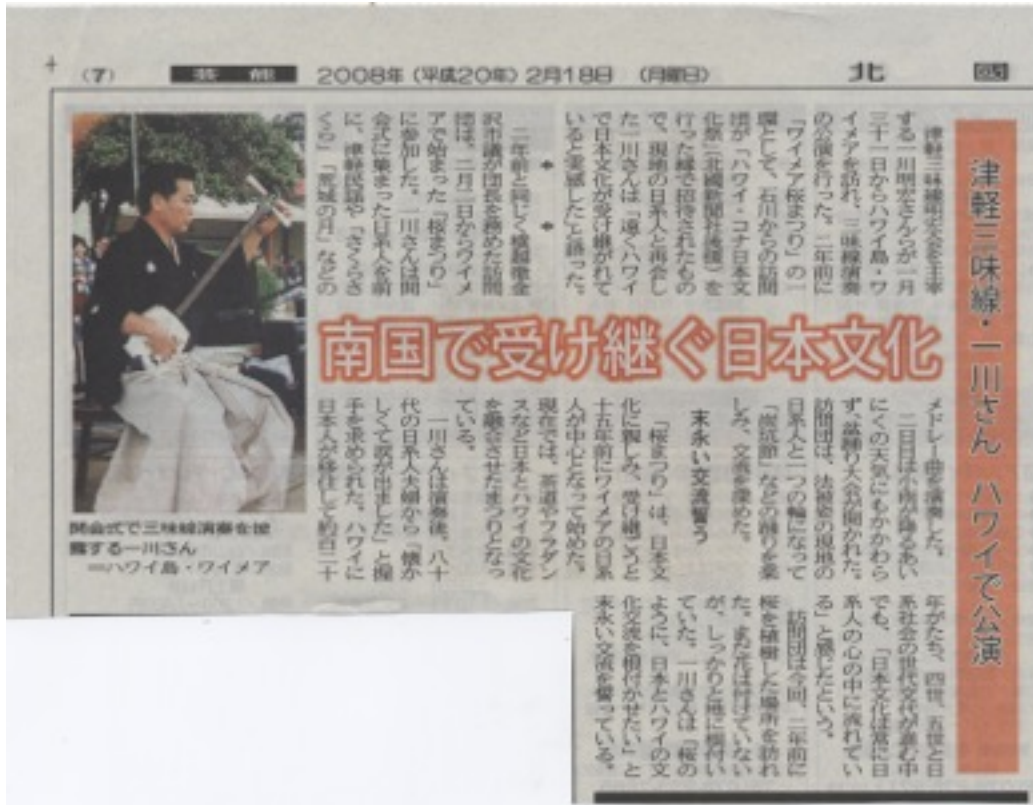 (7)
芸能
2008年(平成20年)2月18日 (月曜日)
北國
津軽三味線・一川さん ハワイで公演
南国で受け継ぐ日本文化
津軽三味線明宏会を主宰
する一川明宏さんらが一月
三十一日からハワイ島・ワ
イメアを訪れ、三味線演奏
の公演を行った。二年前に
「ワイメア桜まつり」の一
環として、石川からの訪問
団が「ハワイ・コナ日本文
化祭」(北國新聞社後援)を
行った縁で招待されたもの
で、現地の日系人と再会し
た一川さんは「遠くハワイ
で日本文化が受け継がれて
いると実感した」と語った。
二年前と同じく横越徹金
沢市議が団長を務めた訪問
団は、二月二日からワイメ
アで始まった「桜まつり」
に参加した。一川さんは開
会式に集まった日系人を前
に、津軽民謡や「さくらさ
くら」「荒城の月」などの
メドレー曲を演奏した。
二日目は小雨が降るあい
にくの天気にもかかわら
ず、盆踊り大会が開かれた。
訪問団は、法被姿の現地の
日系人と一つの輪になって
「炭坑節」などの踊りを楽
しみ、交流を深めた。
末永い交流誓う
「桜まつり」は、日本文
化に親しみ、受け継ごうと
十五年前にワイメアの日系
人が中心となって始めた。
現在では、茶道やフラダン
スなど日本とハワイの文化
を融合させたまつりとなっ
ている。
一川さんは演奏後、八十
代の日系人夫婦から「懐か
しくて涙が出ました」と握
手を求められた。ハワイに
日本人が移住して約百二十
年がたち、四世、五世と日
系社会の世代交代が進む中
でも、「日本文化は常に日
系人の心の中に流れてい
る」と感じたという。
訪問団は今回、二年前に
桜を植樹した場所を訪れ
た。まだ花は付けていない
が、しっかりと地に根付い
ていた。一川さんは「桜の
ように、日本とハワイの文
化交流を根付かせたい」と
末永い交流を誓っている。
開会式で三味線演奏を披
露する一川さん
=ハワイ島・ワイメア